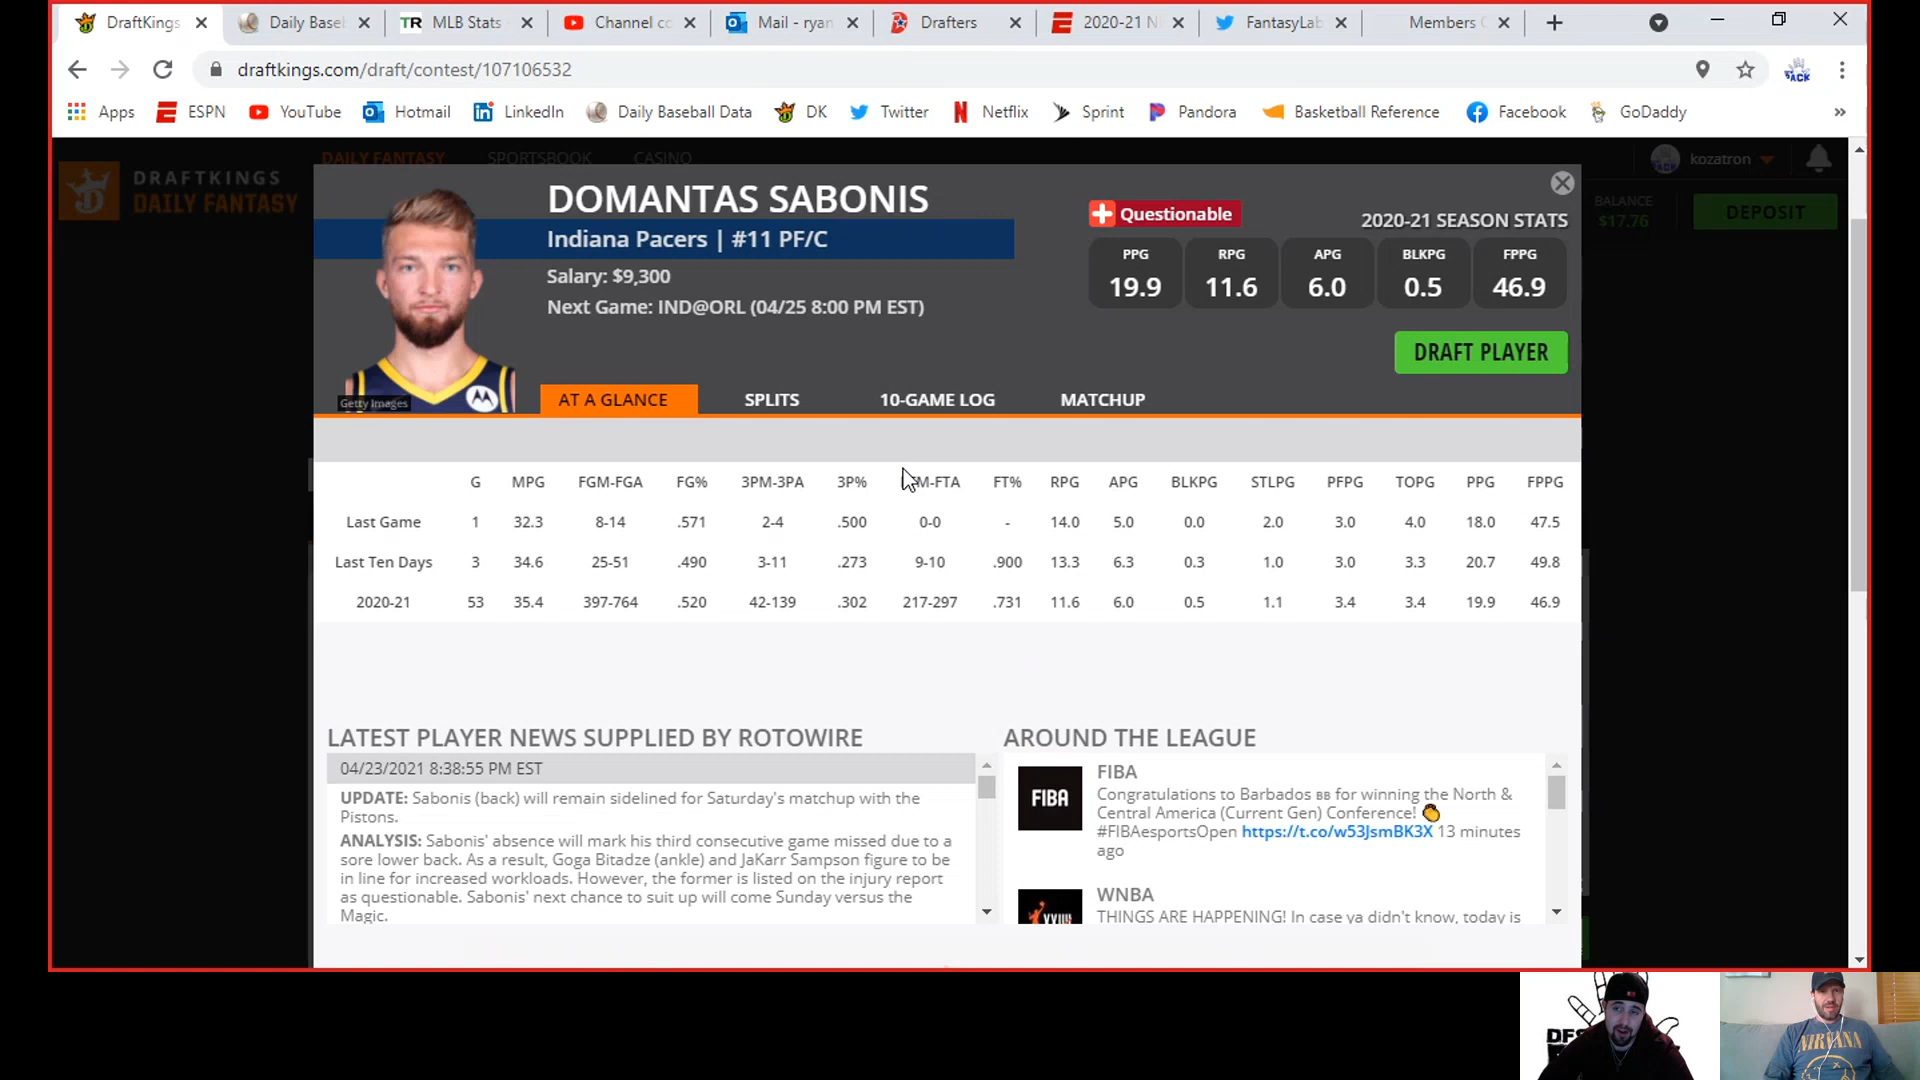 DraftKings
Daily Base
TR MLB Stats
Channel co
Mail - ryan
Drafters
2020-21 N
FantasyLab
Members
draftkings.com/draft/contest/107106532
Apps ESPN YouTube Hotmail LinkedIn Daily Baseball Data DK Twitter Netflix Sprint Pandora Basketball Reference Facebook GoDaddy »
DAILY FANTASY SPORTSBOOK CASINO
kozatron
DRAFTKINGS
DAILY FANTASY
BALANCE
$17.76
DEPOSIT
DOMANTAS SABONIS
Indiana Pacers | #11 PF/C
Salary: $9,300
Next Game: IND@ORL (04/25 8:00 PM EST)
Getty Images
Questionable
2020-21 SEASON STATS
PPG RPG APG BLKPG FPPG
19.9 11.6 6.0 0.5 46.9
DRAFT PLAYER
AT A GLANCE SPLITS 10-GAME LOG MATCHUP
G MPG FGM-FGA FG% 3PM-3PA 3P% M-FTA FT% RPG APG BLKPG STLPG PFPG TOPG PPG FPPG
Last Game 1 32.3 8-14 .571 2-4 .500 0-0 - 14.0 5.0 0.0 2.0 3.0 4.0 18.0 47.5
Last Ten Days 3 34.6 25-51 .490 3-11 .273 9-10 .900 13.3 6.3 0.3 1.0 3.0 3.3 20.7 49.8
2020-21 53 35.4 397-764 .520 42-139 .302 217-297 .731 11.6 6.0 0.5 1.1 3.4 3.4 19.9 46.9
LATEST PLAYER NEWS SUPPLIED BY ROTOWIRE
04/23/2021 8:38:55 PM EST
UPDATE: Sabonis (back) will remain sidelined for Saturday's matchup with the
Pistons.
ANALYSIS: Sabonis' absence will mark his third consecutive game missed due to a
sore lower back. As a result, Goga Bitadze (ankle) and JaKarr Sampson figure to be
in line for increased workloads. However, the former is listed on the injury report
as questionable. Sabonis' next chance to suit up will come Sunday versus the
Magic.
AROUND THE LEAGUE
FIBA
FIBA
Congratulations to Barbados BB for winning the North &
Central America (Current Gen) Conference! 👏
#FIBAesportsOpen https://t.co/w53JsmBK3X 13 minutes
ago
WNBA
THINGS ARE HAPPENING! In case ya didn't know, today is
DFS
NIRVANA